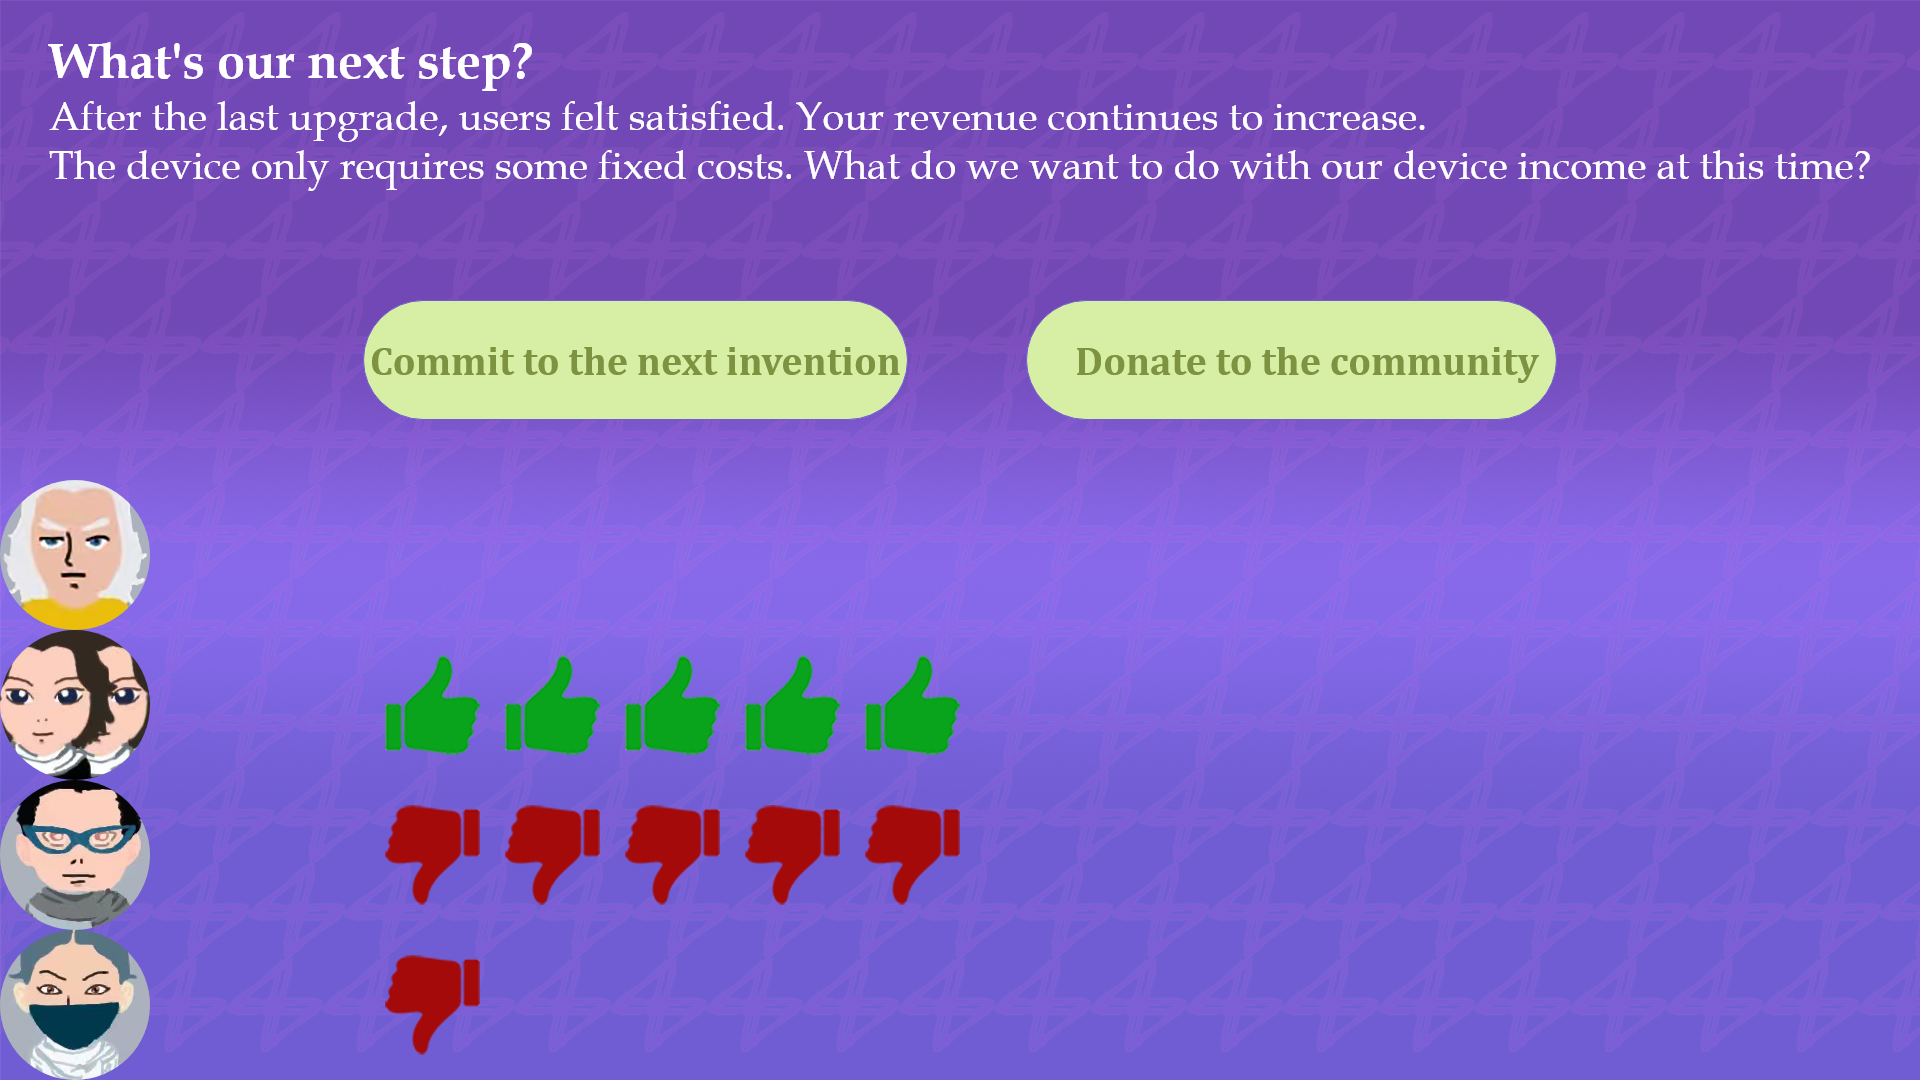 What's our next step?
After the last upgrade, users felt satisfied. Your revenue continues to increase.
The device only requires some fixed costs. What do we want to do with our device income at this time?
Commit to the next invention
Donate to the community